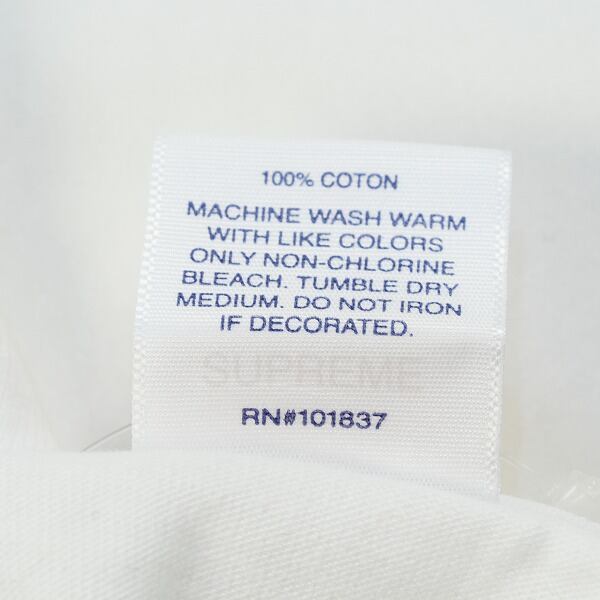 100% COTON
MACHINE WASH WARM
WITH LIKE COLORS
ONLY NON-CHLORINE
BLEACH. TUMBLE DRY
MEDIUM. DO NOT IRON
IF DECORATED.
SUPREME
RN#101837